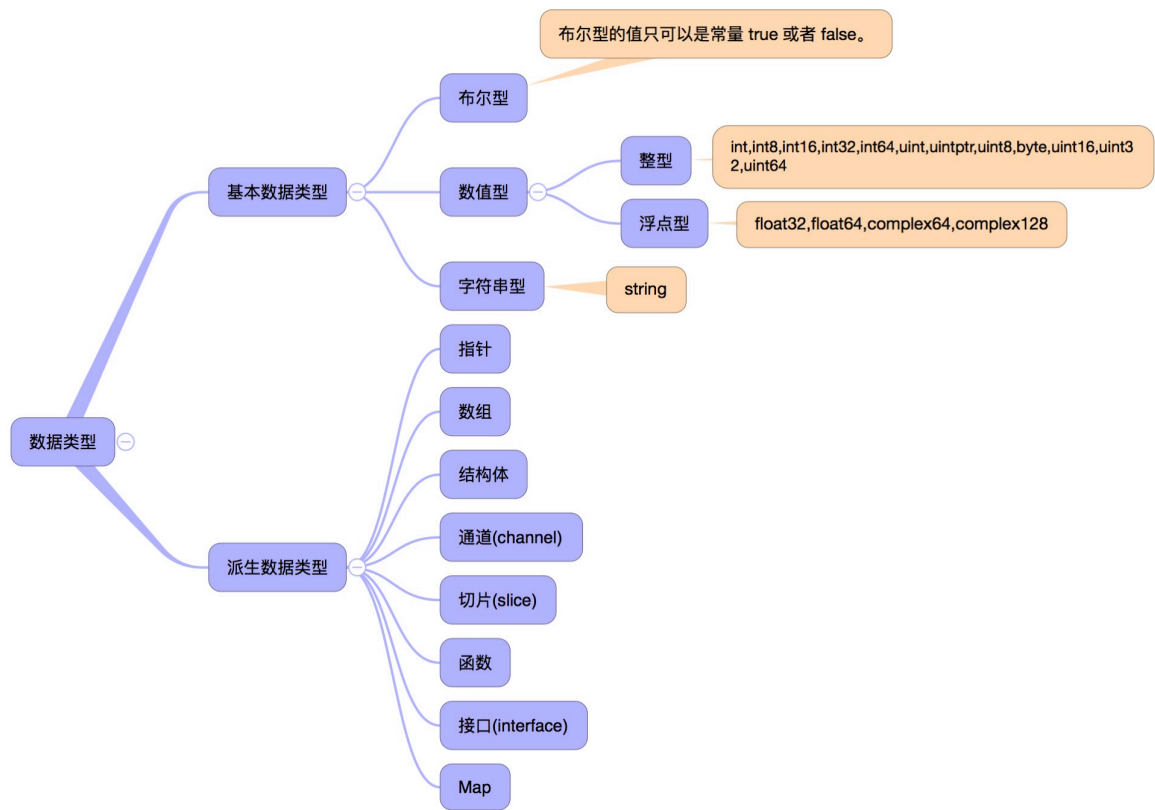 布尔型的值只可以是常量 true 或者 false。
布尔型
整型
int,int8,int16,int32,int64,uint,uintptr,uint8,byte,uint16,uint3
2,uint64
基本数据类型
数值型
浮点型
float32,float64,complex64,complex128
字符串型
string
指针
数组
数据类型
结构体
通道(channel)
派生数据类型
切片(slice)
函数
接口(interface)
Map